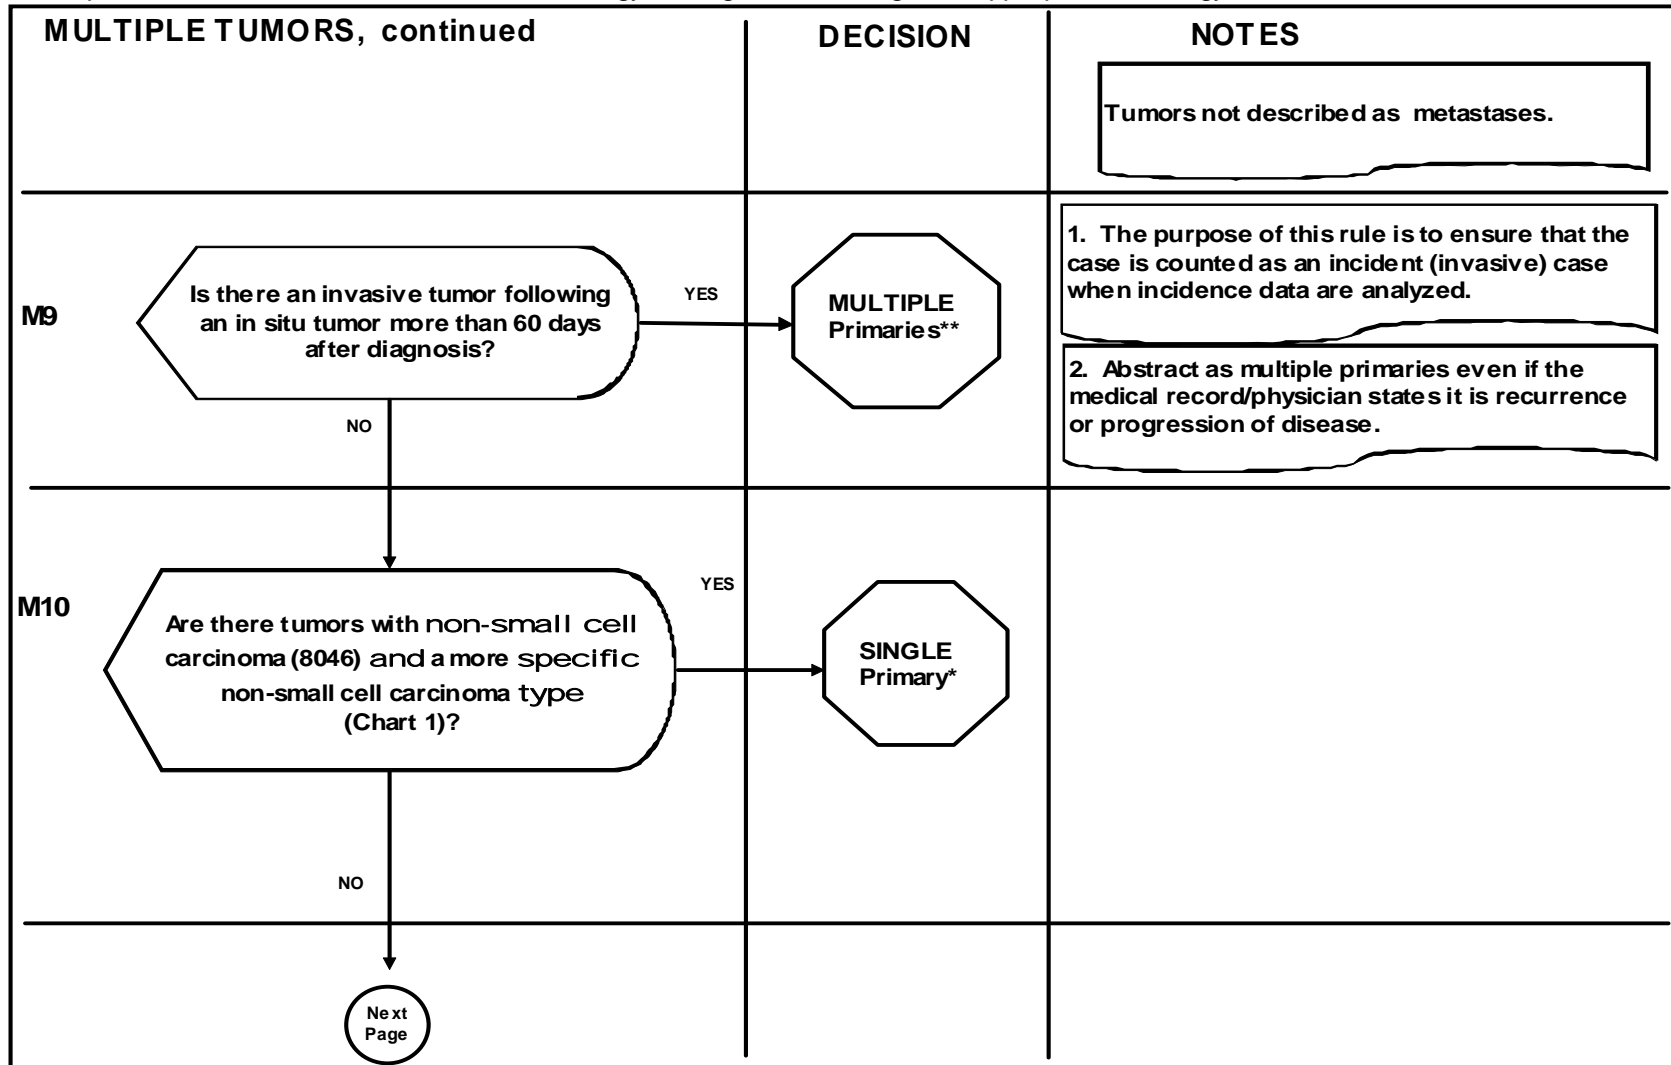 MULTIPLE TUMORS, continued
DECISION
NOTES
Tumors not described as metastases.
M9
Is there an invasive tumor following
an in situ tumor more than 60 days
after diagnosis?
YES
MULTIPLE
Primaries**
1. The purpose of this rule is to ensure that the
case is counted as an incident (invasive) case
when incidence data are analyzed.
2. Abstract as multiple primaries even if the
medical record/physician states it is recurrence
or progression of disease.
NO
M10
Are there tumors with non-small cell
carcinoma (8046) and a more specific
non-small cell carcinoma type
(Chart 1)?
YES
SINGLE
Primary*
NO
Next
Page